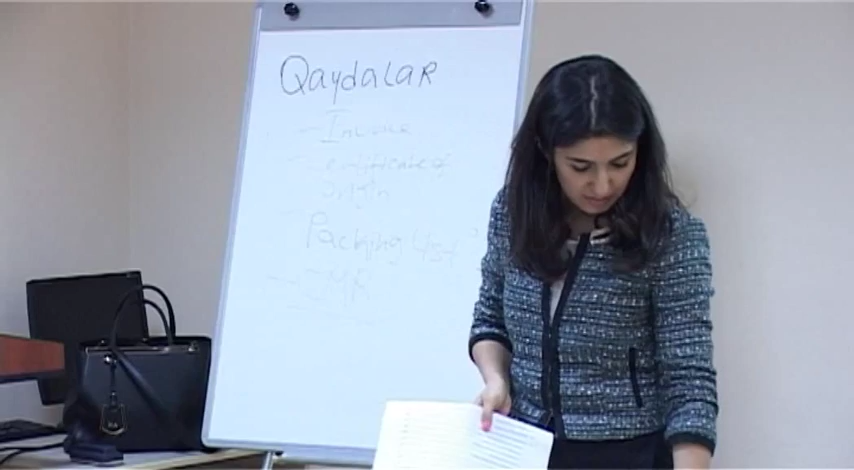 Qaydalar
- Invoice
- Certificate of
origin
Packing List
- CMR